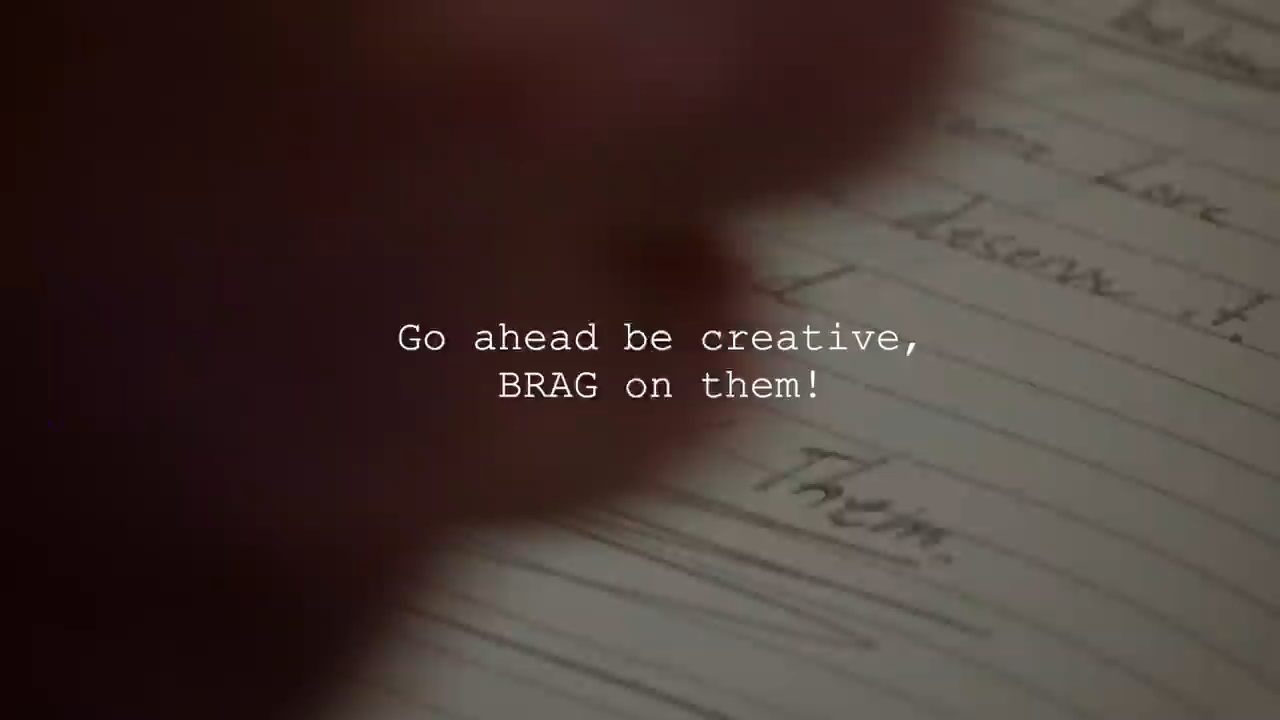 Love
deserve it.
I
Go ahead be creative,
BRAG on them!
Them.